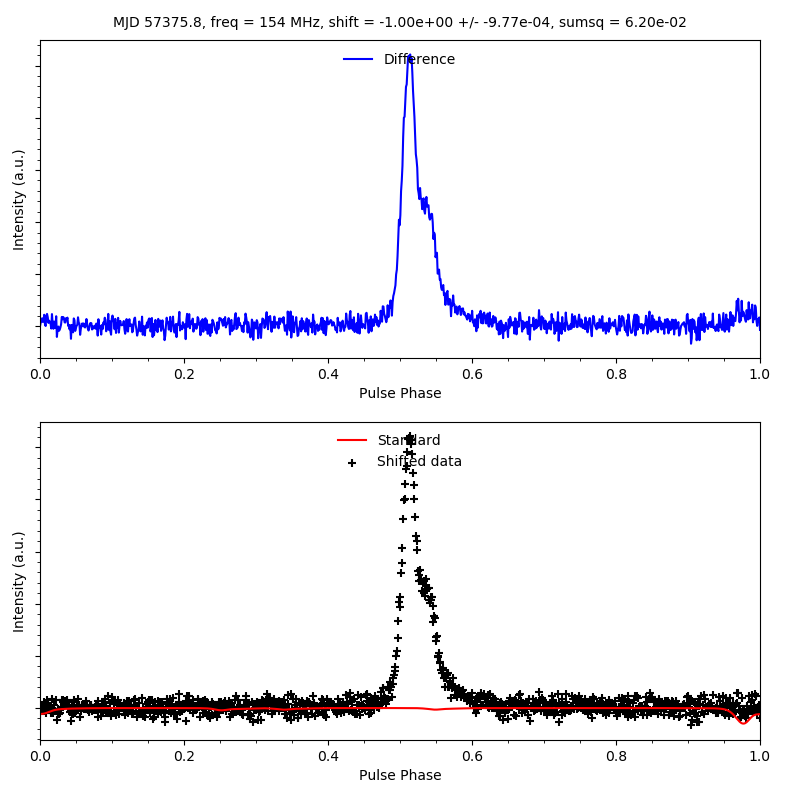 MJD 57375.8, freq = 154 MHz, shift = -1.00e+00 +/- -9.77e-04, sumsq = 6.20e-02
Difference
Intensity (a.u.)
0.0 0.2 0.4 0.6 0.8 1.0
Pulse Phase
Standard
Shifted data
Intensity (a.u.)
0.0 0.2 0.4 0.6 0.8 1.0
Pulse Phase